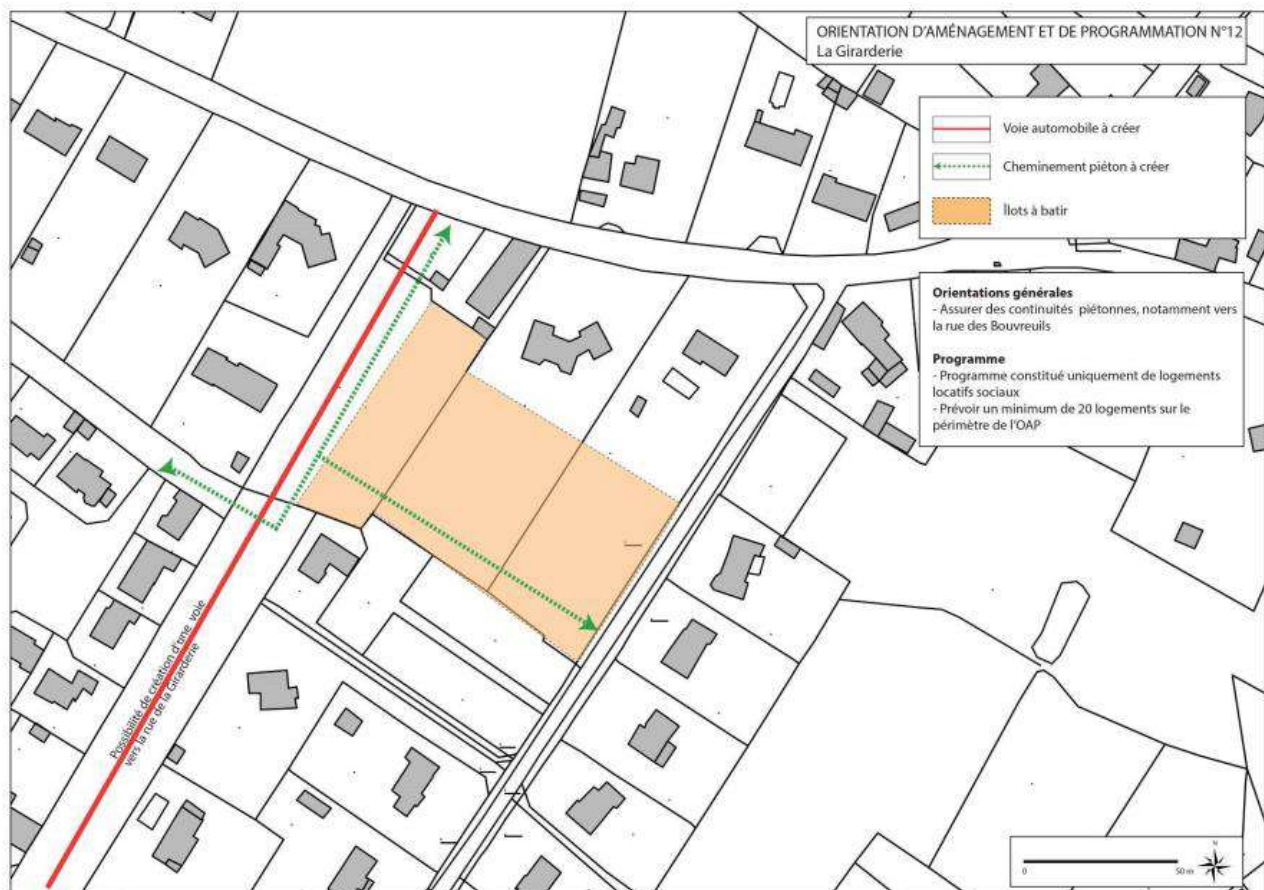 ORIENTATION D'AMÉNAGEMENT ET DE PROGRAMMATION N°12
La Girarderie
Voie automobile à créer
Cheminement piéton à créer
Îlots à batir
Orientations générales
- Assurer des continuités piétonnes, notamment vers
la rue des Bouvreuils
Programme
- Programme constitué uniquement de logements
locatifs sociaux
- Prévoir un minimum de 20 logements sur le
périmètre de l'OAP
Possibilité de création d'une voie
vers la rue de la Girarderie
N
0 50 m